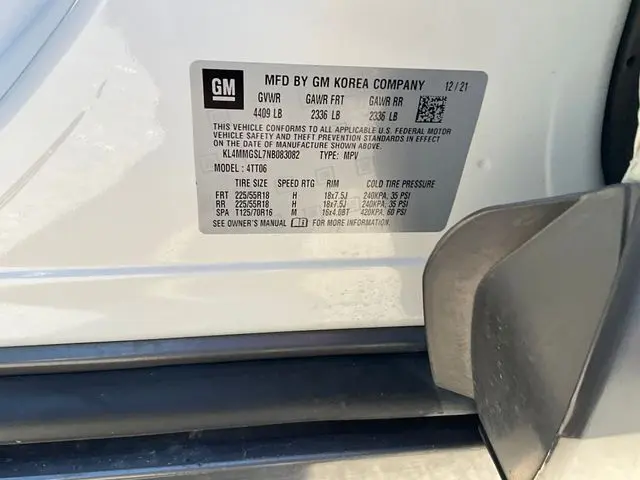 GM MFD BY GM KOREA COMPANY 12/21
GVWR GAWR FRT GAWR RR
4409 LB 2336 LB 2336 LB
THIS VEHICLE CONFORMS TO ALL APPLICABLE U.S. FEDERAL MOTOR
VEHICLE SAFETY AND THEFT PREVENTION STANDARDS IN EFFECT
ON THE DATE OF MANUFACTURE SHOWN ABOVE.
KL4MMGSL7NB083082 TYPE: MPV
MODEL: 4TT06
TIRE SIZE SPEED RTG RIM COLD TIRE PRESSURE
FRT 225/55R18 H 18x7.5J 240KPA, 35 PSI
RR 225/55R18 H 18x7.5J 240KPA, 35 PSI
SPA T125/70R16 M 16x4.0BT 420KPA, 60 PSI
SEE OWNER'S MANUAL FOR MORE INFORMATION.